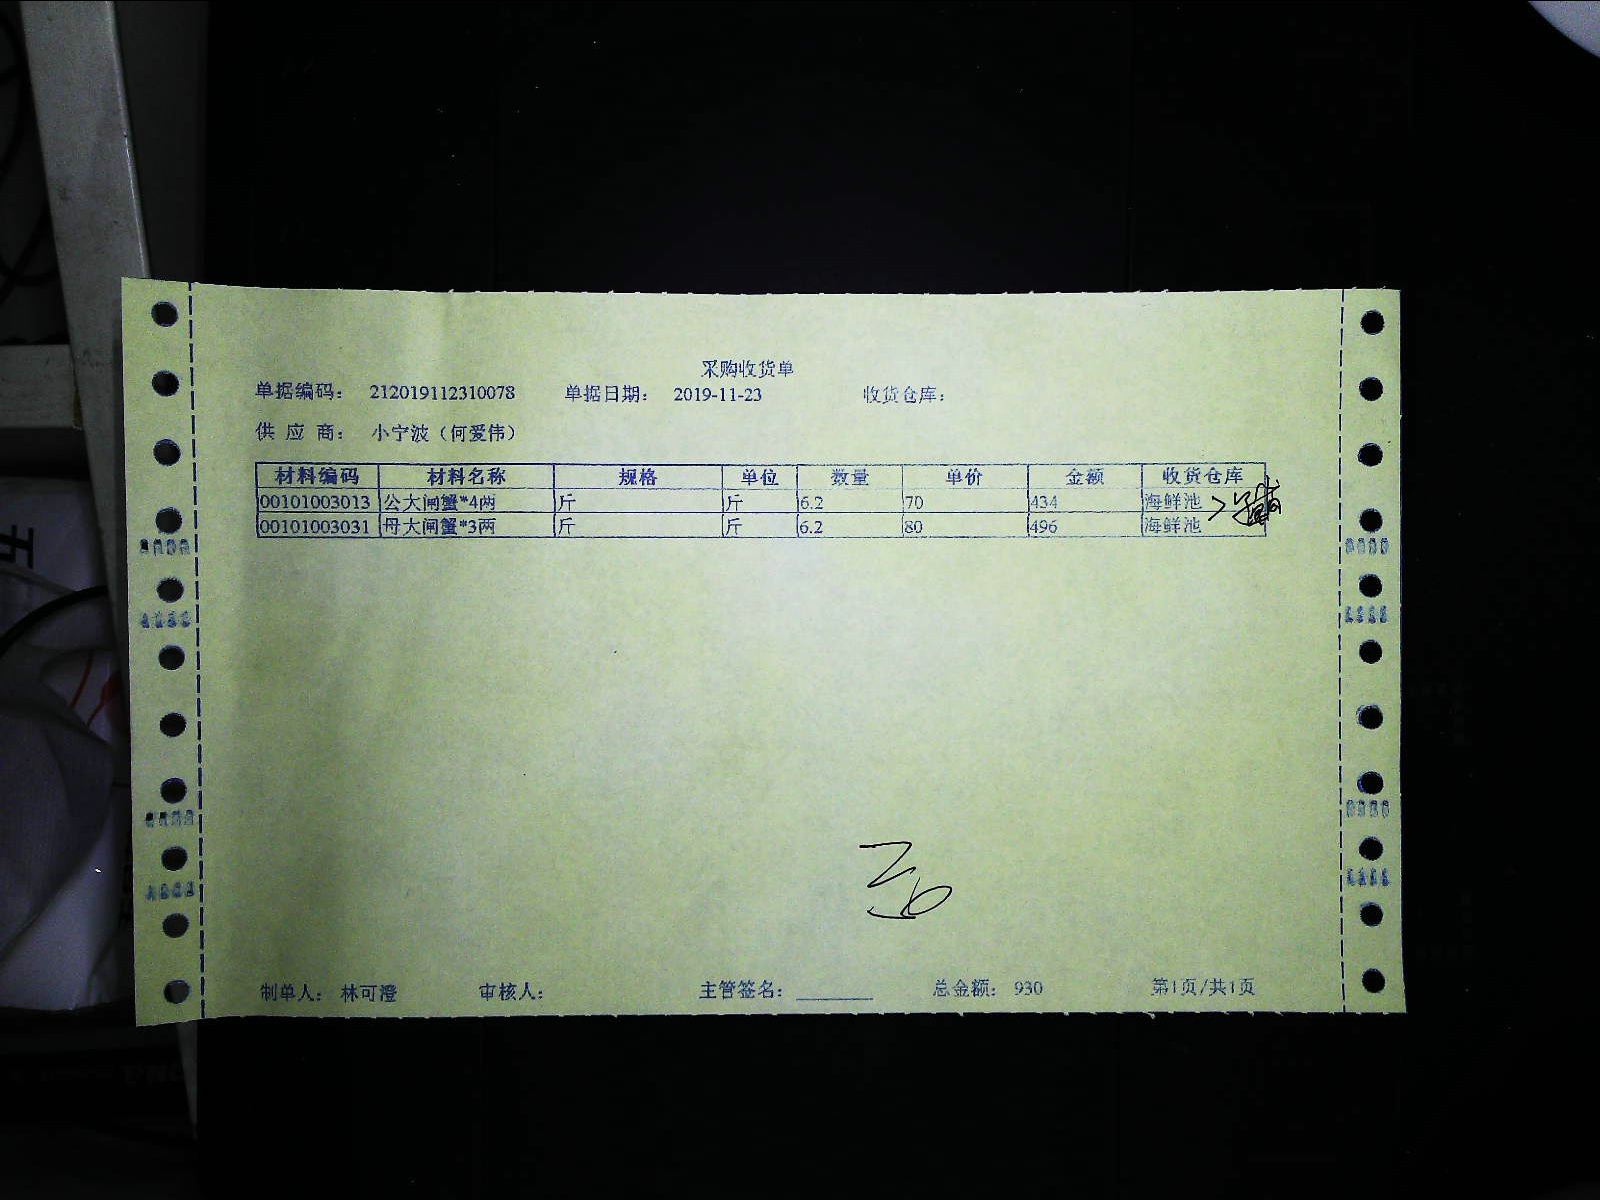 采购收货单
单据编码： 212019112310078 单据日期： 2019-11-23 收货仓库：
供 应 商： 小宁波（何爱伟）
材料编码 材料名称 规格 单位 数量 单价 金额 收货仓库
00101003013 公大闸蟹*4两 斤 斤 6.2 70 434 海鲜池
00101003031 母大闸蟹*3两 斤 斤 6.2 80 496 海鲜池
制单人： 林可澄 审核人： 主管签名： 总金额： 930 第1页/共1页